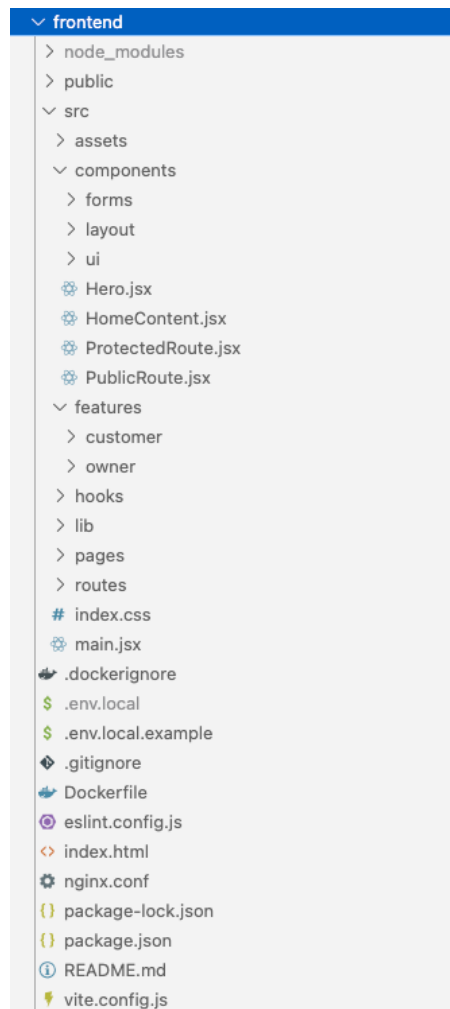 frontend
node_modules
public
src
assets
components
forms
layout
ui
Hero.jsx
HomeContent.jsx
ProtectedRoute.jsx
PublicRoute.jsx
features
customer
owner
hooks
lib
pages
routes
# index.css
main.jsx
.dockerignore
$ .env.local
$ .env.local.example
.gitignore
Dockerfile
eslint.config.js
<> index.html
nginx.conf
{} package-lock.json
{} package.json
README.md
vite.config.js